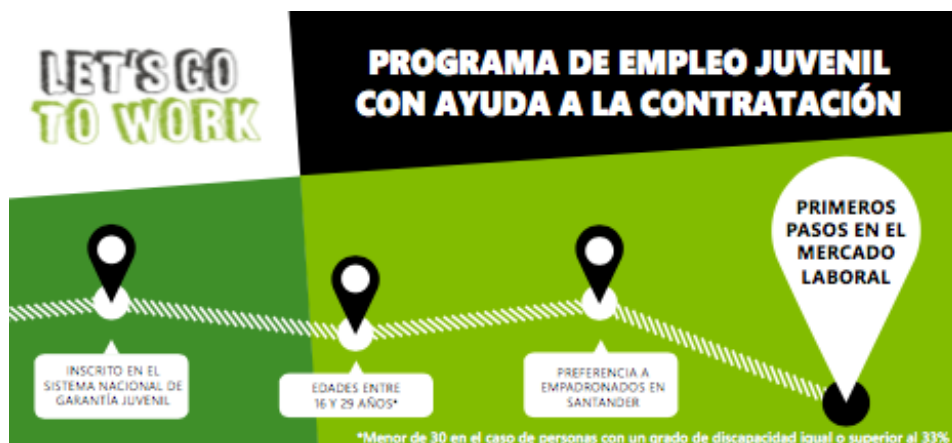 LET'S GO
TO WORK
PROGRAMA DE EMPLEO JUVENIL
CON AYUDA A LA CONTRATACIÓN
PRIMEROS
PASOS EN EL
MERCADO
LABORAL
INSCRITO EN EL
SISTEMA NACIONAL DE
GARANTÍA JUVENIL
EDADES ENTRE
16 Y 29 AÑOS*
PREFERENCIA A
EMPADRONADOS EN
SANTANDER
*Menor de 30 en el caso de personas con un grado de discapacidad igual o superior al 33%